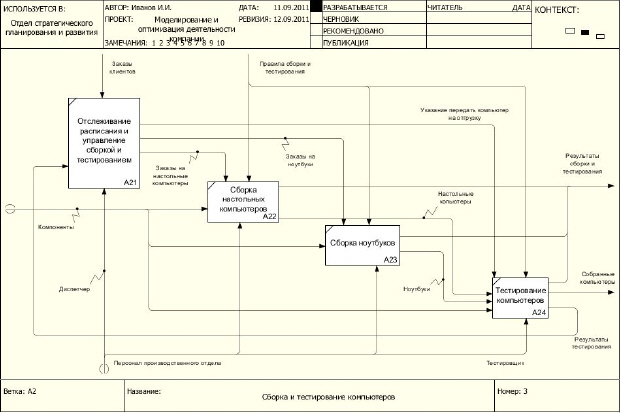 ИСПОЛЬЗУЕТСЯ В:
Отдел стратегического
планирования и развития
АВТОР: Иванов И.И.
ДАТА: 11.09.2011
ПРОЕКТ: Моделирование и
оптимизация деятельности
компании
РЕВИЗИЯ: 12.09.2011
ЗАМЕЧАНИЯ: 1 2 3 4 5 6 7 8 9 10
РАЗРАБАТЫВАЕТСЯ
ЧЕРНОВИК
РЕКОМЕНДОВАНО
ПУБЛИКАЦИЯ
ЧИТАТЕЛЬ ДАТА
КОНТЕКСТ:
Заказы
клиентов
Правила сборки и
тестирования
Указание передать компьютер
на отгрузку
Отслеживание
расписания и
управление
сборкой и
тестированием
A21
Заказы на
настольные
компьютеры
Заказы на
ноутбуки
Результаты
сборки и
тестирования
Сборка
настольных
компьютеров
A22
Настольные
копьютеры
Компоненты
Сборка ноутбуков
A23
Диспетчер
Ноутбуки
Тестирование
компьютеров
A24
Собранные
компьютеры
Результаты
тестирования
Персонал производственного отдела
Тестировщик
Ветка: A2
Название:
Сборка и тестирование компьютеров
Номер: 3